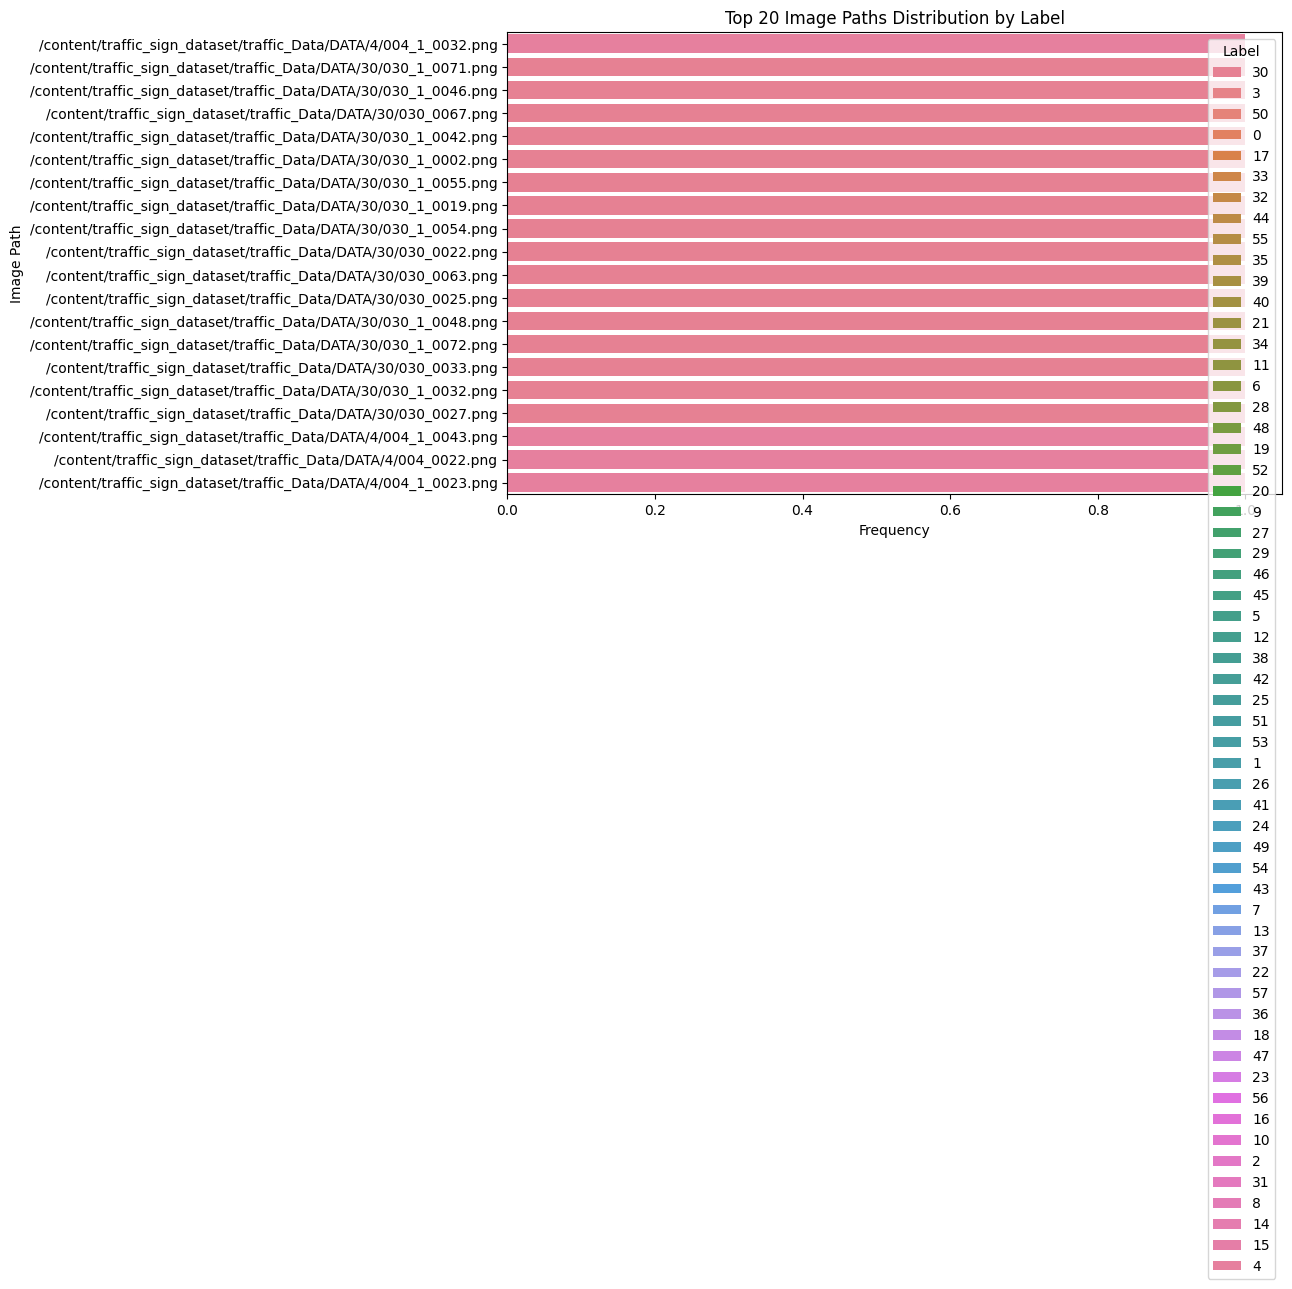 Top 20 Image Paths Distribution by Label
Image Path
/content/traffic_sign_dataset/traffic_Data/DATA/4/004_1_0032.png
/content/traffic_sign_dataset/traffic_Data/DATA/30/030_1_0071.png
/content/traffic_sign_dataset/traffic_Data/DATA/30/030_1_0046.png
/content/traffic_sign_dataset/traffic_Data/DATA/30/030_0067.png
/content/traffic_sign_dataset/traffic_Data/DATA/30/030_1_0042.png
/content/traffic_sign_dataset/traffic_Data/DATA/30/030_1_0002.png
/content/traffic_sign_dataset/traffic_Data/DATA/30/030_1_0055.png
/content/traffic_sign_dataset/traffic_Data/DATA/30/030_1_0019.png
/content/traffic_sign_dataset/traffic_Data/DATA/30/030_1_0054.png
/content/traffic_sign_dataset/traffic_Data/DATA/30/030_0022.png
/content/traffic_sign_dataset/traffic_Data/DATA/30/030_0063.png
/content/traffic_sign_dataset/traffic_Data/DATA/30/030_0025.png
/content/traffic_sign_dataset/traffic_Data/DATA/30/030_1_0048.png
/content/traffic_sign_dataset/traffic_Data/DATA/30/030_1_0072.png
/content/traffic_sign_dataset/traffic_Data/DATA/30/030_0033.png
/content/traffic_sign_dataset/traffic_Data/DATA/30/030_1_0032.png
/content/traffic_sign_dataset/traffic_Data/DATA/30/030_0027.png
/content/traffic_sign_dataset/traffic_Data/DATA/4/004_1_0043.png
/content/traffic_sign_dataset/traffic_Data/DATA/4/004_0022.png
/content/traffic_sign_dataset/traffic_Data/DATA/4/004_1_0023.png
0.0 0.2 0.4 0.6 0.8
Frequency
Label
30
3
50
0
17
33
32
44
55
35
39
40
21
34
11
6
28
48
19
52
20
9
27
29
46
45
5
12
38
42
25
51
53
1
26
41
24
49
54
43
7
13
37
22
57
36
18
47
23
56
16
10
2
31
8
14
15
4